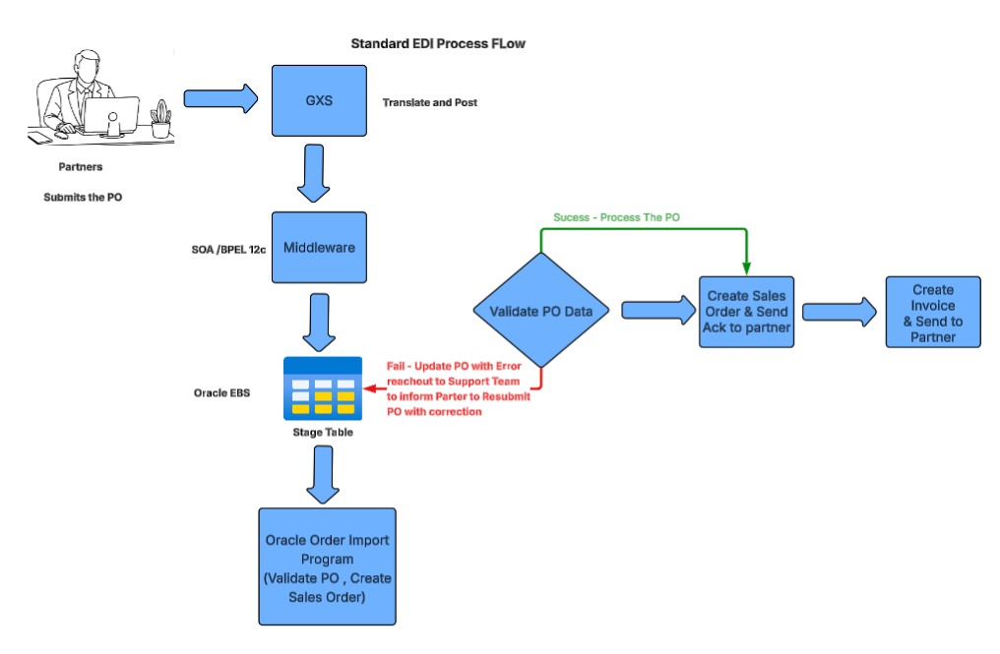 Standard EDI Process FLow
GXS
Translate and Post
Partners
Submits the PO
SOA /BPEL 12c
Middleware
Sucess - Process The PO
Validate PO Data
Create Sales
Order & Send
Ack to partner
Create
Invoice
& Send to
Partner
Fail - Update PO with Error
reachout to Support Team
to inform Parter to Resubmit
PO with correction
Oracle EBS
Stage Table
Oracle Order Import
Program
(Validate PO , Create
Sales Order)